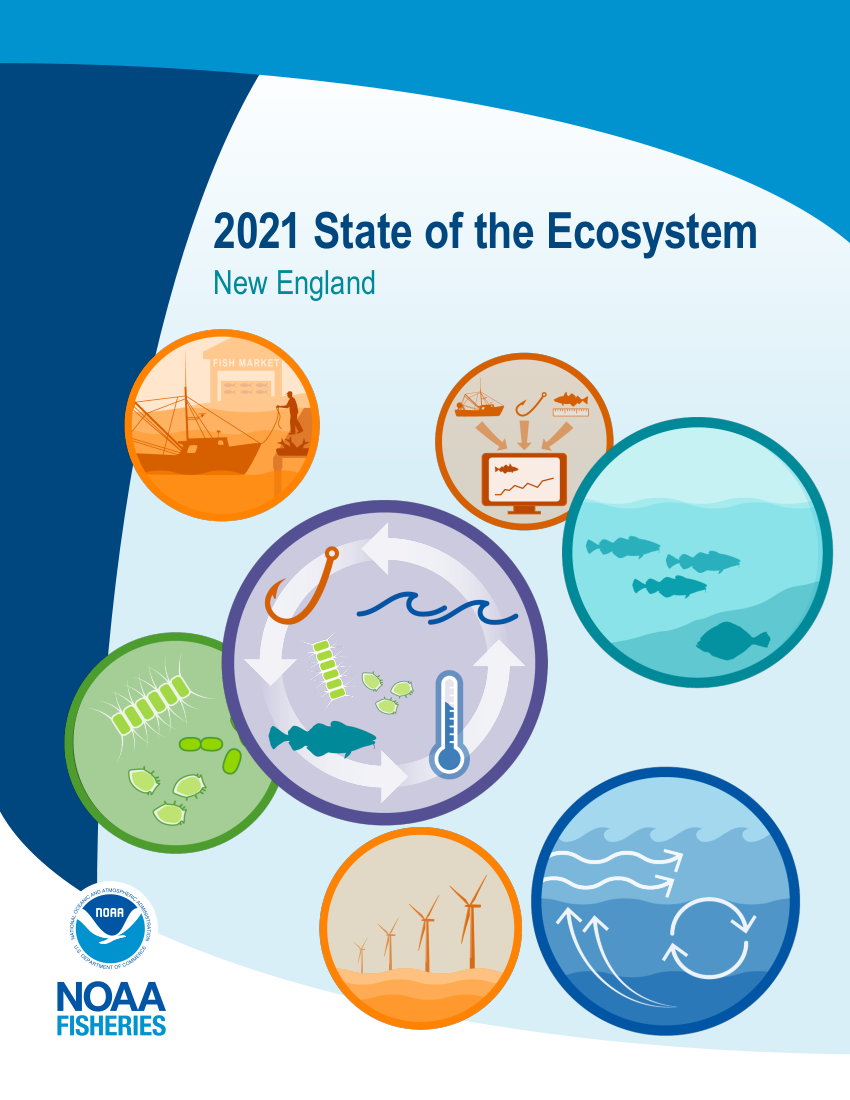 2021 State of the Ecosystem
New England
FISH MARKET
NATIONAL OCEANIC AND ATMOSPHERIC ADMINISTRATION
NOAA
U.S. DEPARTMENT OF COMMERCE
NOAA
FISHERIES